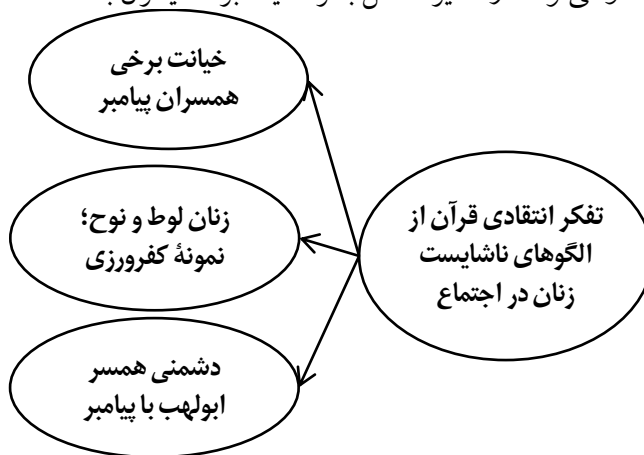 تفکر انتقادی قرآن از
الگوهای ناشایست
زنان در اجتماع
خیانت برخی
همسران پیامبر
زنان لوط و نوح؛
نمونهٔ کفرورزی
دشمنی همسر
ابولهب با پیامبر